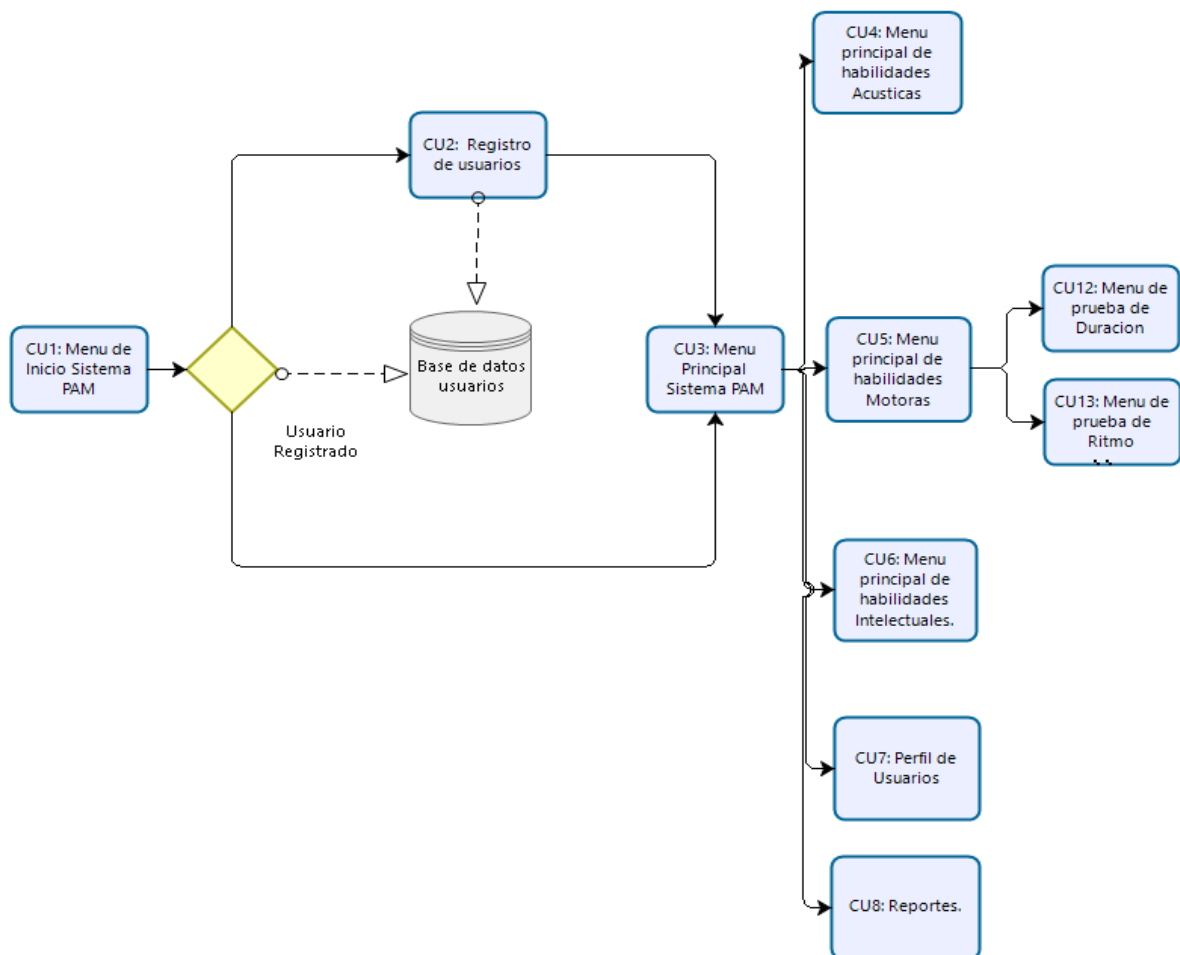 CU4: Menu
principal de
habilidades
Acusticas
CU2:  Registro
de usuarios
CU12: Menu de
prueba de
Duracion
CU1: Menu de
Inicio Sistema
PAM
Base de datos
usuarios
CU3: Menu
Principal
Sistema PAM
CU5: Menu
principal de
habilidades
Motoras
CU13: Menu de
prueba de
Ritmo
Usuario
Registrado
CU6: Menu
principal de
habilidades
Intelectuales.
CU7: Perfil de
Usuarios
CU8: Reportes.